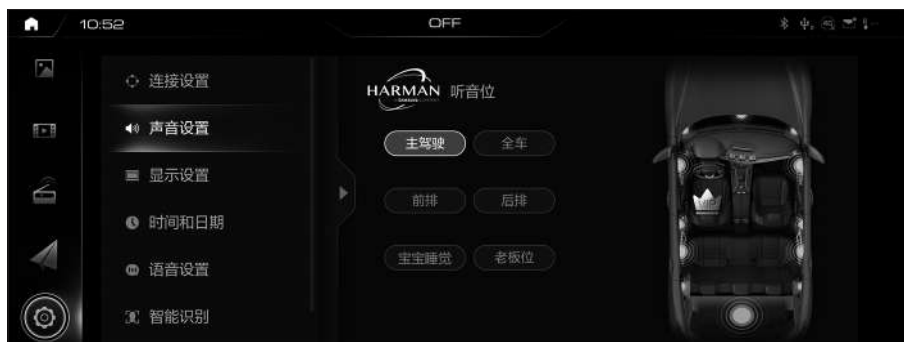 10:52
OFF
连接设置
声音设置
显示设置
时间和日期
语音设置
智能识别
HARMAN 听音位
主驾驶 全车
前排 后排
宝宝睡觉 老板位
VIP